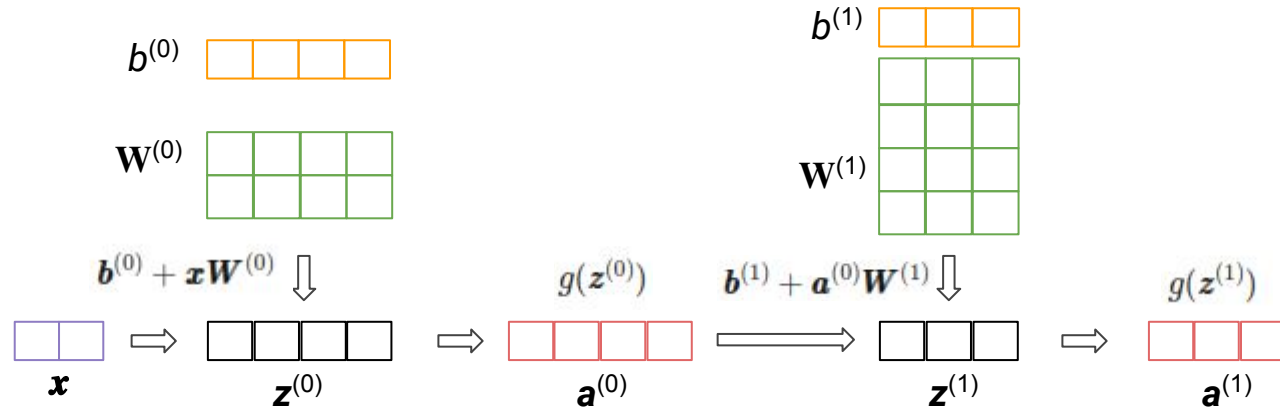 b⁽⁰⁾
b⁽¹⁾
W⁽⁰⁾
W⁽¹⁾
b⁽⁰⁾ + xW⁽⁰⁾
g(z⁽⁰⁾)
b⁽¹⁾ + a⁽⁰⁾W⁽¹⁾
g(z⁽¹⁾)
x
z⁽⁰⁾
a⁽⁰⁾
z⁽¹⁾
a⁽¹⁾